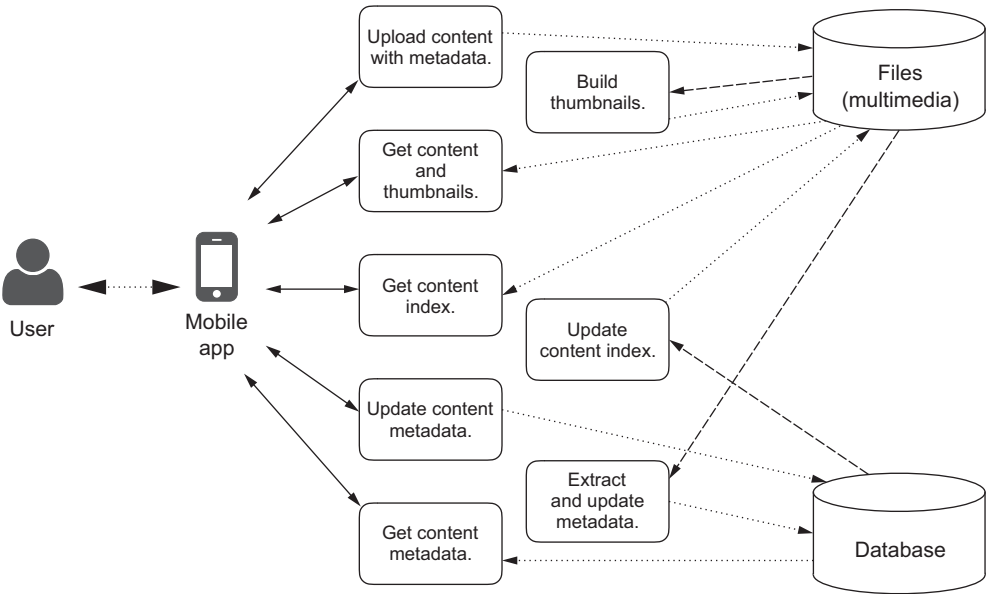 Upload content
with metadata.
Build
thumbnails.
Files
(multimedia)
Get content
and
thumbnails.
User
Mobile
app
Get content
index.
Update
content index.
Update content
metadata.
Extract
and update
metadata.
Get content
metadata.
Database